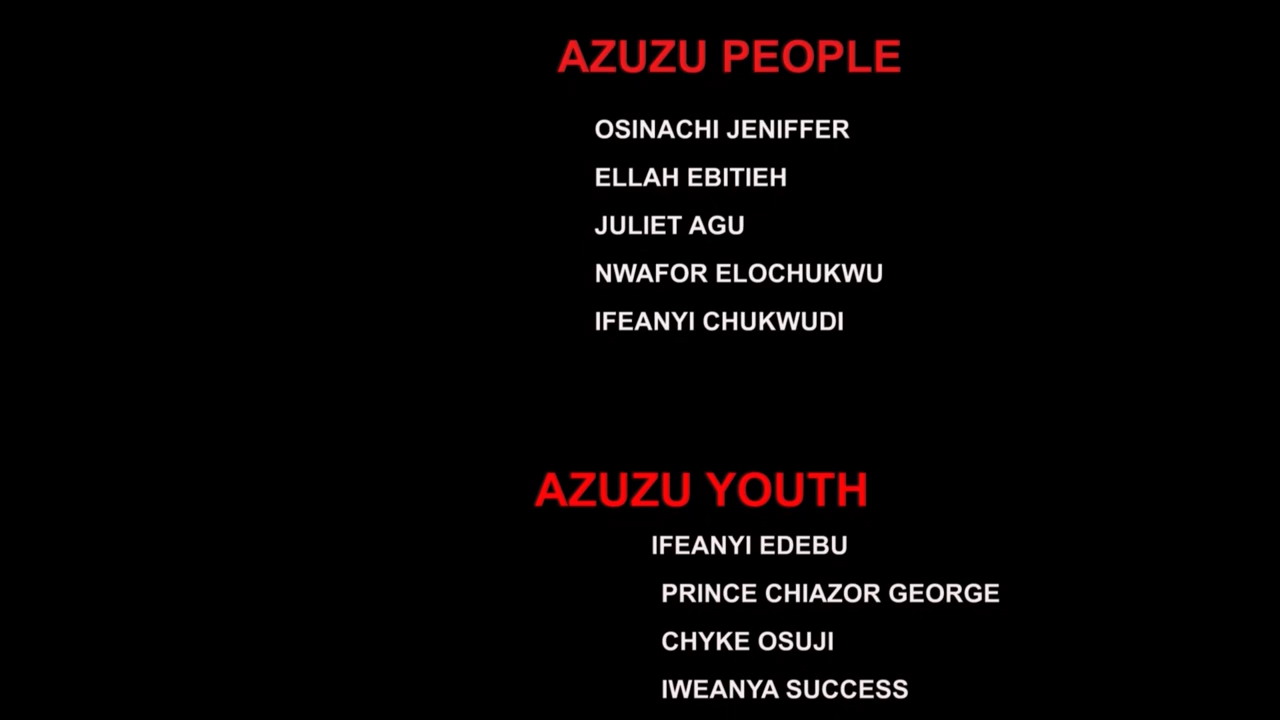 AZUZU PEOPLE
OSINACHI JENIFFER
ELLAH EBITIEH
JULIET AGU
NWAFOR ELOCHUKWU
IFEANYI CHUKWUDI
AZUZU YOUTH
IFEANYI EDEBU
PRINCE CHIAZOR GEORGE
CHYKE OSUJI
IWEANYA SUCCESS